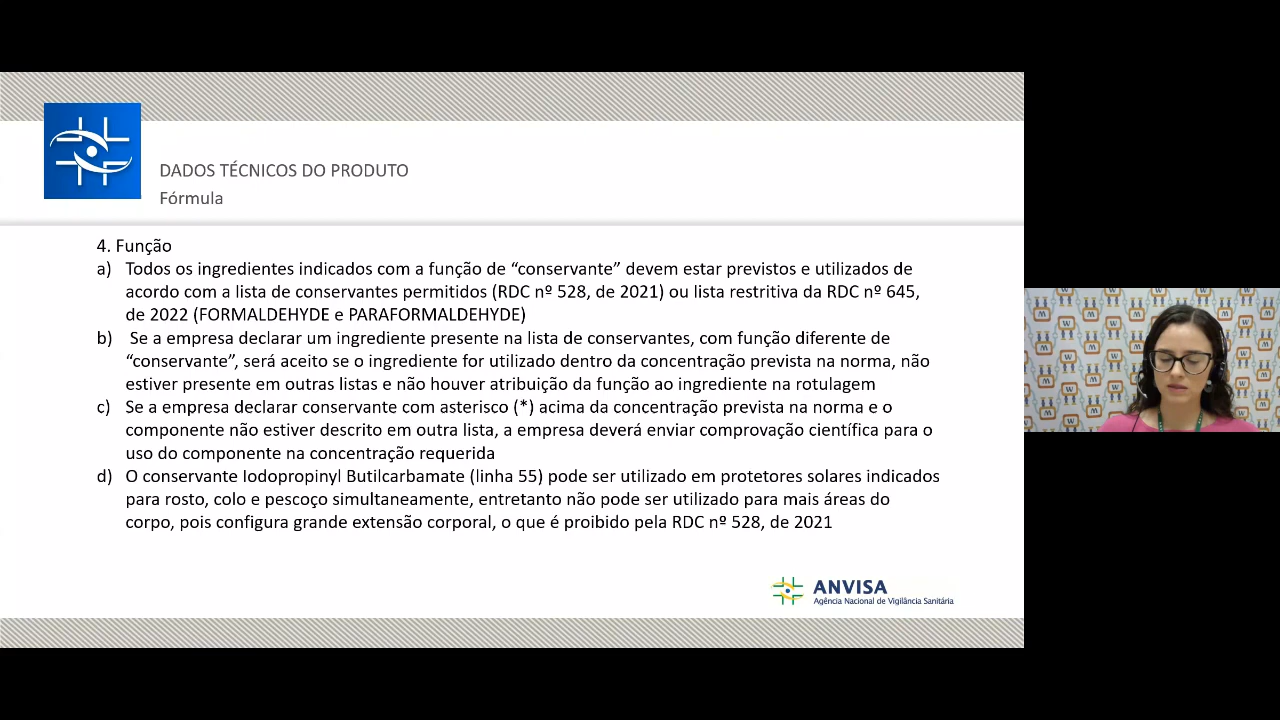 DADOS TÉCNICOS DO PRODUTO
Fórmula
4. Função
a) Todos os ingredientes indicados com a função de “conservante” devem estar previstos e utilizados de
acordo com a lista de conservantes permitidos (RDC nº 528, de 2021) ou lista restritiva da RDC nº 645,
de 2022 (FORMALDEHYDE e PARAFORMALDEHYDE)
b) Se a empresa declarar um ingrediente presente na lista de conservantes, com função diferente de
“conservante”, será aceito se o ingrediente for utilizado dentro da concentração prevista na norma, não
estiver presente em outras listas e não houver atribuição da função ao ingrediente na rotulagem
c) Se a empresa declarar conservante com asterisco (*) acima da concentração prevista na norma e o
componente não estiver descrito em outra lista, a empresa deverá enviar comprovação científica para o
uso do componente na concentração requerida
d) O conservante Iodopropinyl Butilcarbamate (linha 55) pode ser utilizado em protetores solares indicados
para rosto, colo e pescoço simultaneamente, entretanto não pode ser utilizado para mais áreas do
corpo, pois configura grande extensão corporal, o que é proibido pela RDC nº 528, de 2021
ANVISA
Agência Nacional de Vigilância Sanitária